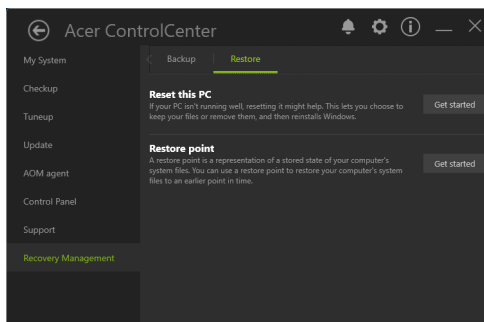 Acer ControlCenter
My System
Checkup
Tuneup
Update
AOM agent
Control Panel
Support
Recovery Management
Backup
Restore
Reset this PC
If your PC isn't running well, resetting it might help. This lets you choose to
keep your files or remove them, and then reinstalls Windows.
Get started
Restore point
A restore point is a representation of a stored state of your computer's
system files. You can use a restore point to restore your computer's system
files to an earlier point in time.
Get started